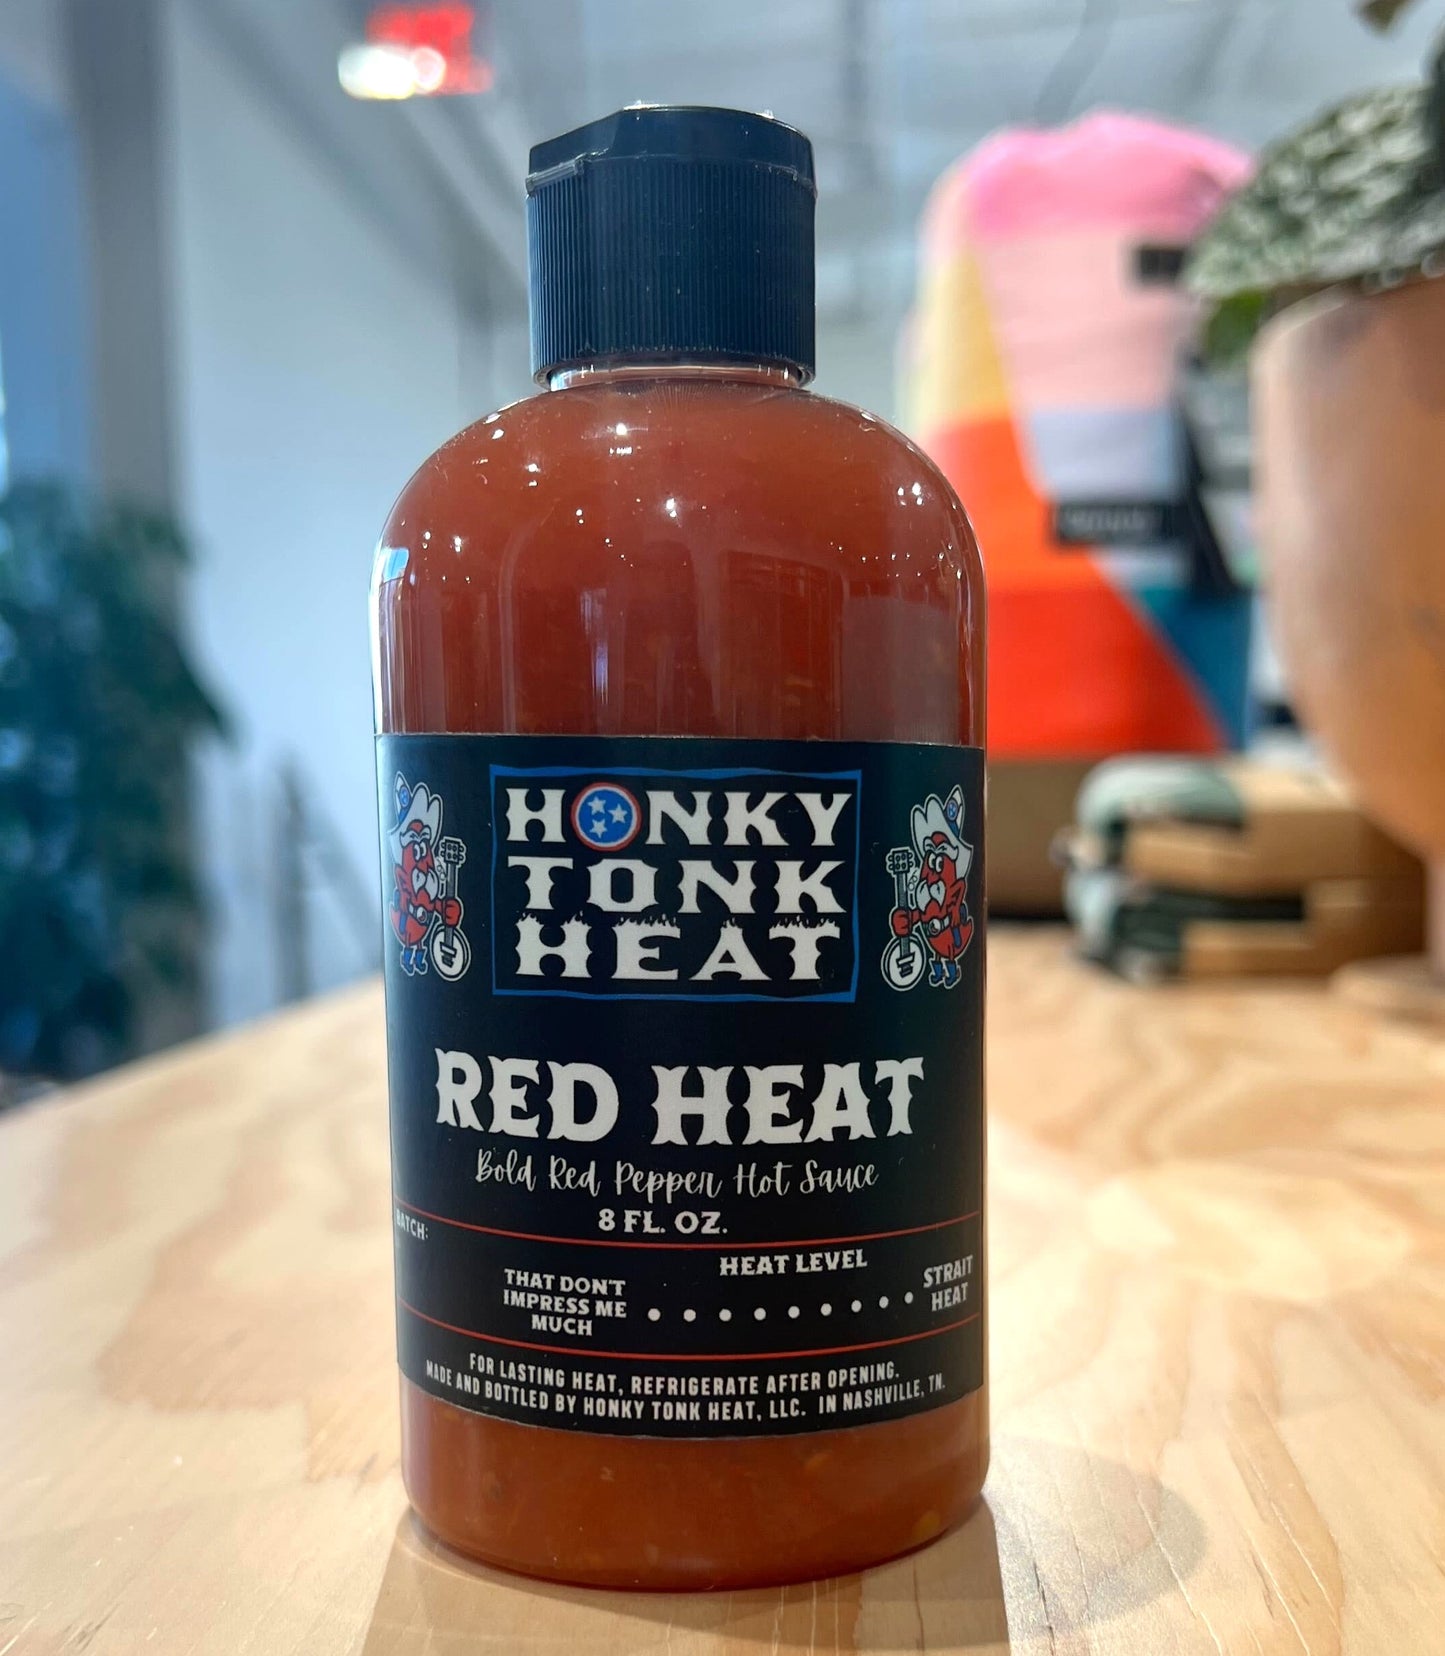 HONKY
TONK
HEAT
RED HEAT
Bold Red Pepper Hot Sauce
8 FL. OZ.
BATCH:
HEAT LEVEL
THAT DON'T
IMPRESS ME
MUCH
STRAIT
HEAT
FOR LASTING HEAT, REFRIGERATE AFTER OPENING.
MADE AND BOTTLED BY HONKY TONK HEAT, LLC. IN NASHVILLE, TN.